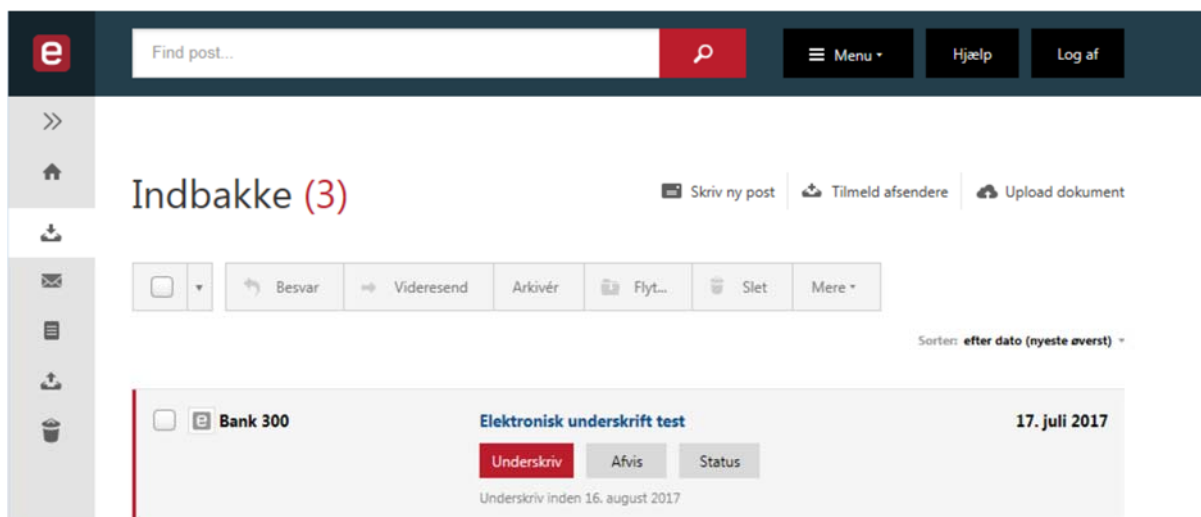 e
Find post...
Menu
Hjælp
Log af
Indbakke (3)
Skriv ny post
Tilmeld afsendere
Upload dokument
Besvar
Videresend
Arkivér
Flyt...
Slet
Mere
Sorter: efter dato (nyeste øverst)
e Bank 300
Elektronisk underskrift test
17. juli 2017
Underskriv
Afvis
Status
Underskriv inden 16. august 2017